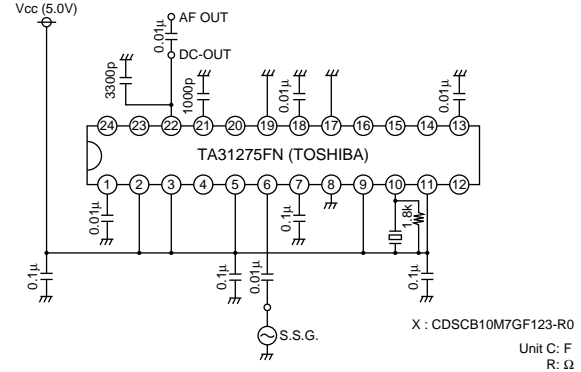 Vcc (5.0V)
AF OUT
0.01μ
DC-OUT
3300p
1000p
0.01μ
0.01μ
24 23 22 21 20 19 18 17 16 15 14 13
TA31275FN (TOSHIBA)
1 2 3 4 5 6 7 8 9 10 11 12
0.01μ
0.1μ
1.8k
0.1μ
0.1μ
0.01μ
0.1μ
S.S.G.
X : CDSCB10M7GF123-R0
Unit C: F
R: Ω